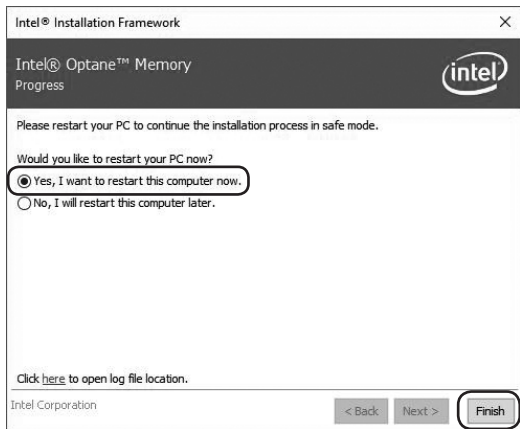 Intel® Installation Framework
Intel® Optane™ Memory
Progress
intel
Please restart your PC to continue the installation process in safe mode.
Would you like to restart your PC now?
Yes, I want to restart this computer now.
No, I will restart this computer later.
Click here to open log file location.
Intel Corporation
< Back Next > Finish